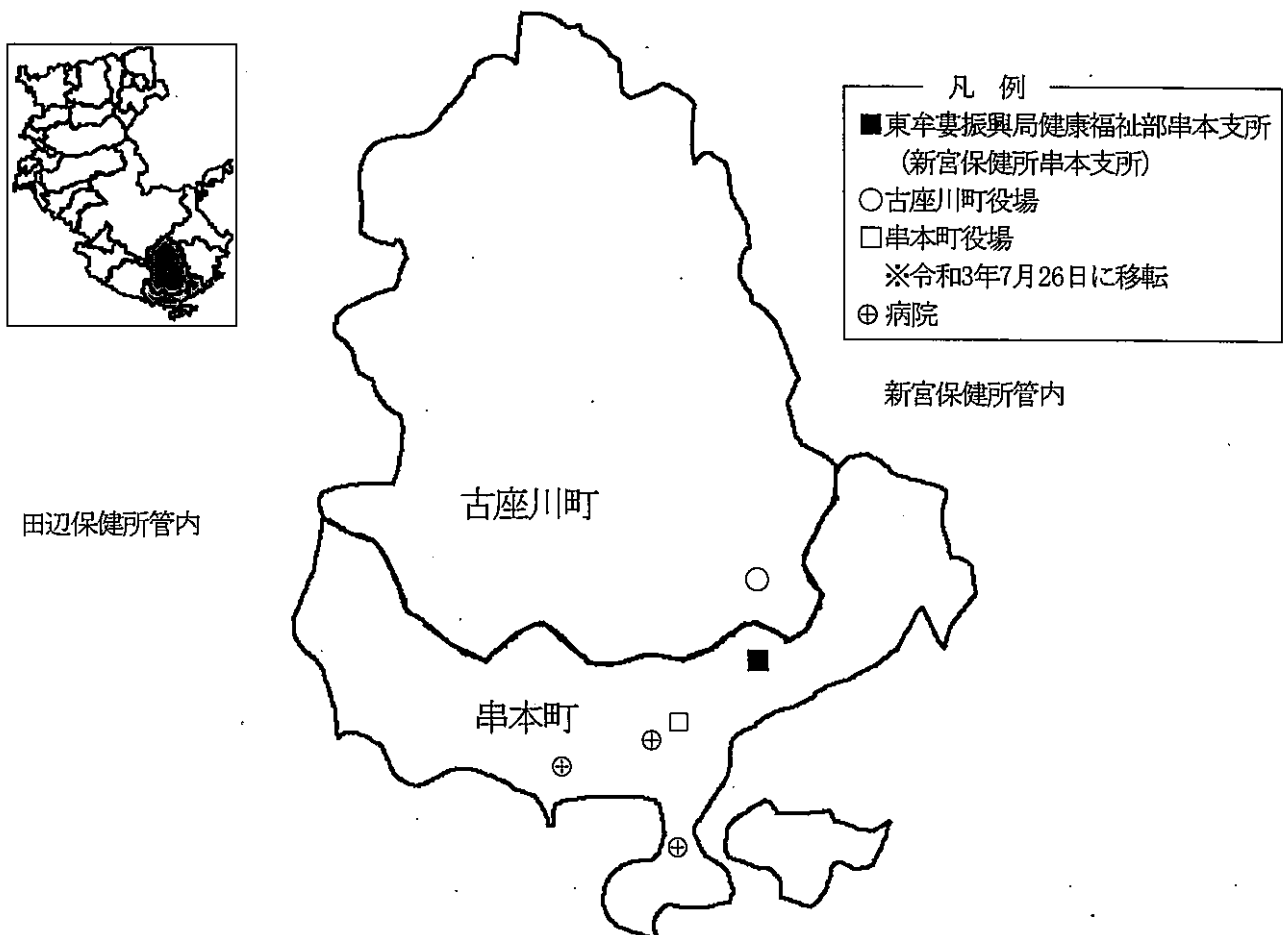 凡 例
■東牟婁振興局健康福祉部串本支所
(新宮保健所串本支所)
○古座川町役場
□串本町役場
※令和3年7月26日に移転
⊕病院
新宮保健所管内
古座川町
田辺保健所管内
串本町